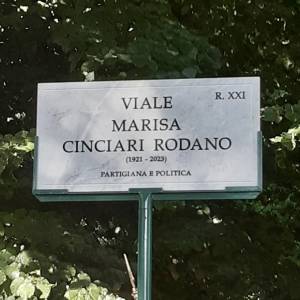 R. XXI
VIALE
MARISA
CINCIARI RODANO
(1921 - 2023)
PARTIGIANA E POLITICA